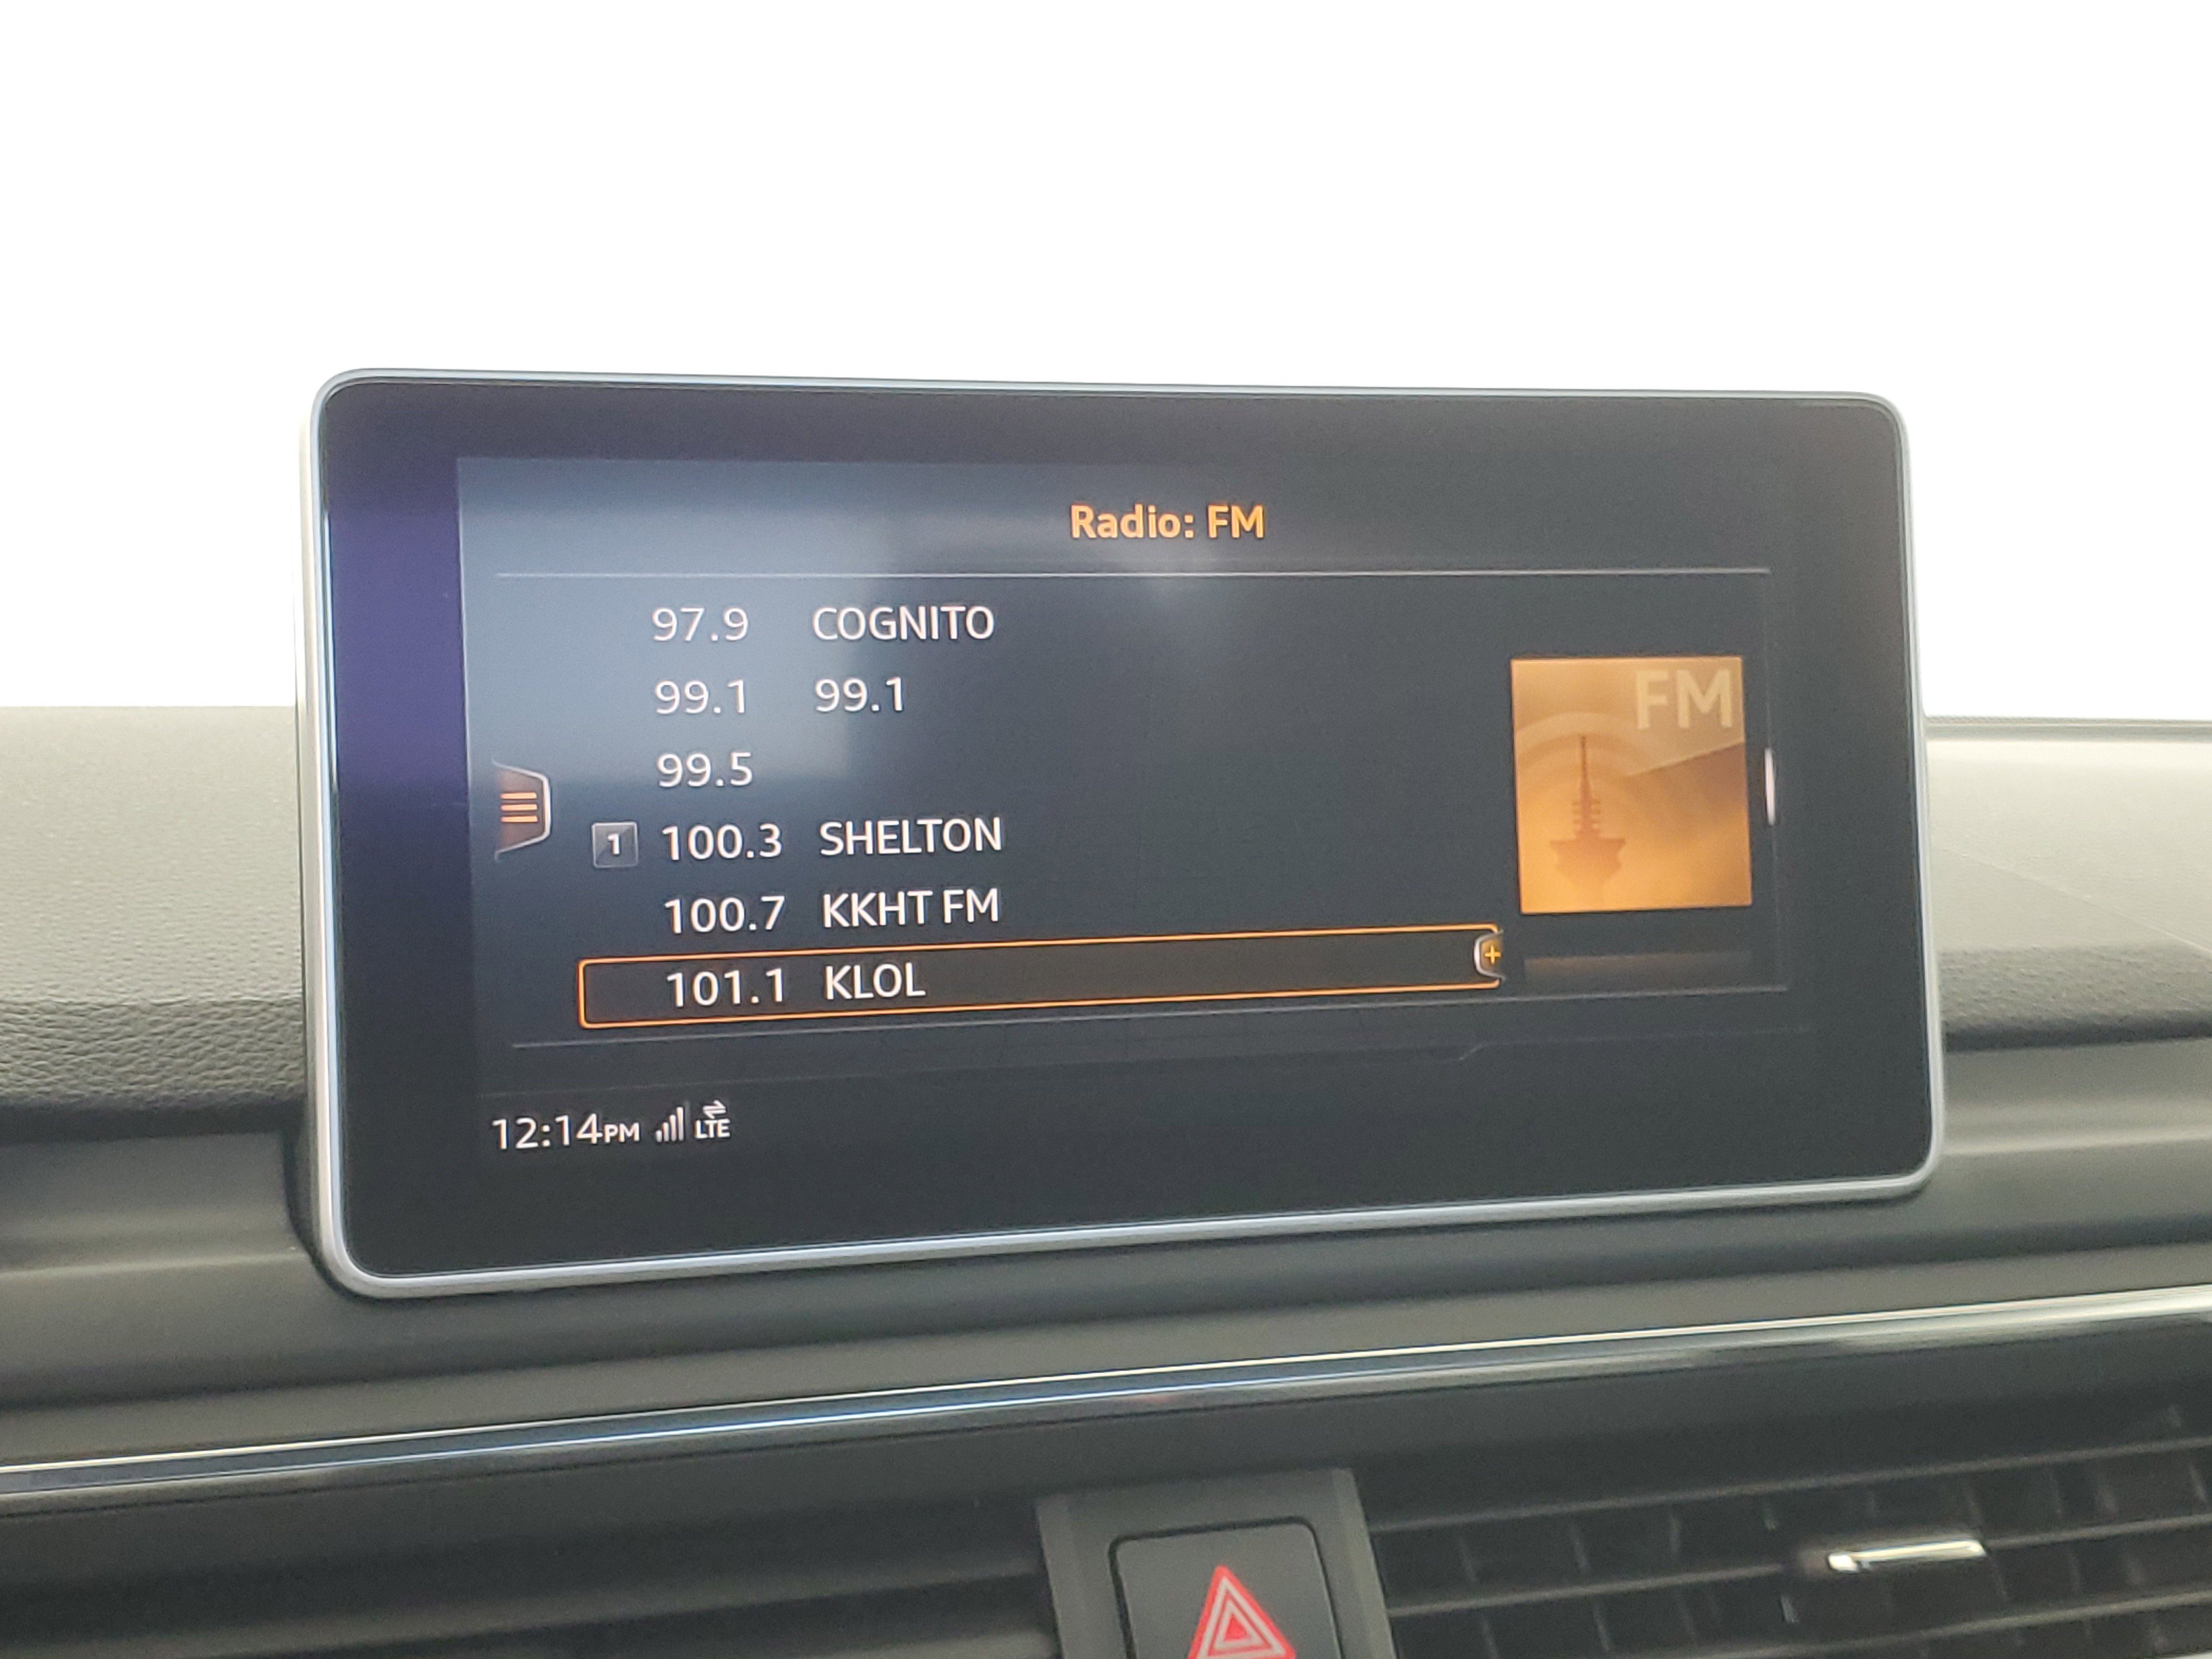 Radio: FM
97.9 COGNITO
99.1 99.1
99.5
1 100.3 SHELTON
100.7 KKHT FM
101.1 KLOL
FM
12:14PM LTE